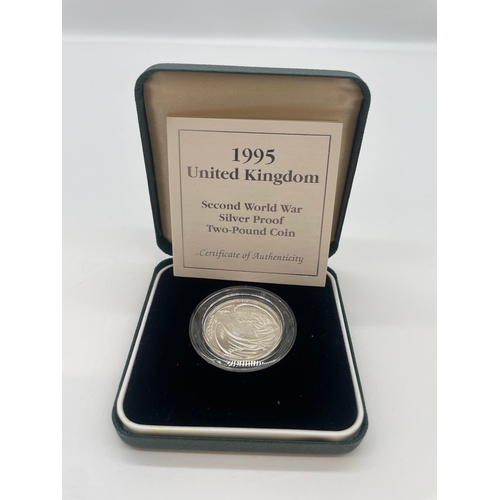 1995
United Kingdom
Second World War
Silver Proof
Two-Pound Coin
Certificate of Authenticity